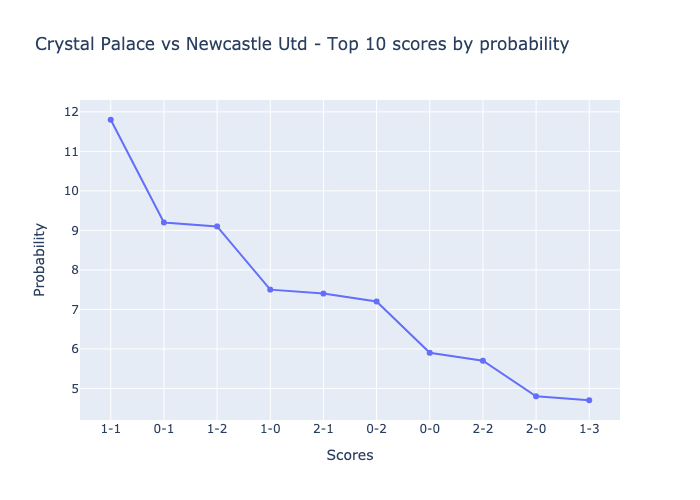 Crystal Palace vs Newcastle Utd - Top 10 scores by probability
12
11
10
9
8
7
6
5
Probability
1-1 0-1 1-2 1-0 2-1 0-2 0-0 2-2 2-0 1-3
Scores